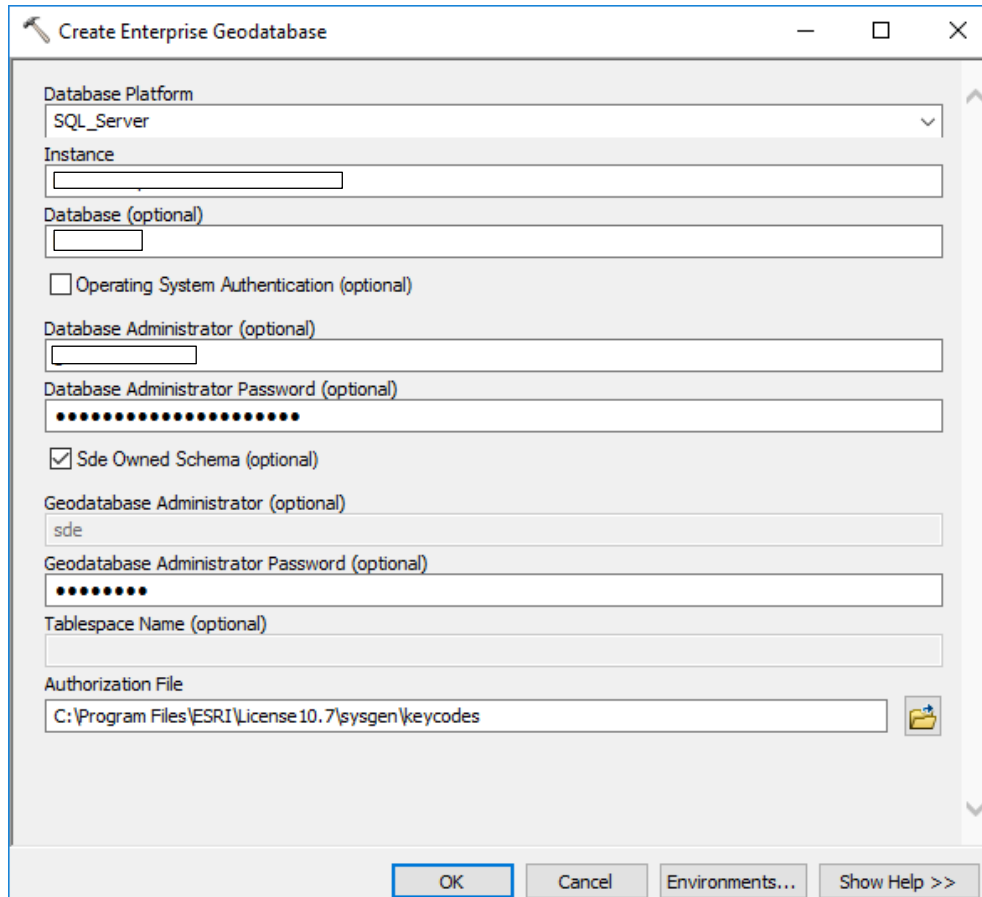 Create Enterprise Geodatabase
Database Platform
SQL_Server
Instance
Database (optional)
Operating System Authentication (optional)
Database Administrator (optional)
Database Administrator Password (optional)
●●●●●●●●●●●●●●●●●●●●●
Sde Owned Schema (optional)
Geodatabase Administrator (optional)
sde
Geodatabase Administrator Password (optional)
●●●●●●●●
Tablespace Name (optional)
Authorization File
C:\Program Files\ESRI\License10.7\sysgen\keycodes
OK Cancel Environments... Show Help >>